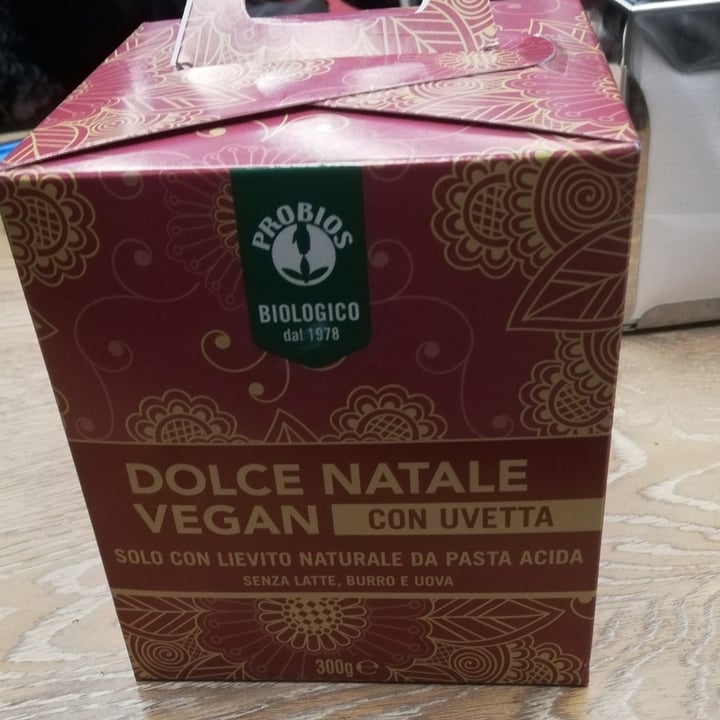 PROBIOS
BIOLOGICO
dal 1978
DOLCE NATALE
VEGAN CON UVETTA
SOLO CON LIEVITO NATURALE DA PASTA ACIDA
SENZA LATTE, BURRO E UOVA
300g ℮